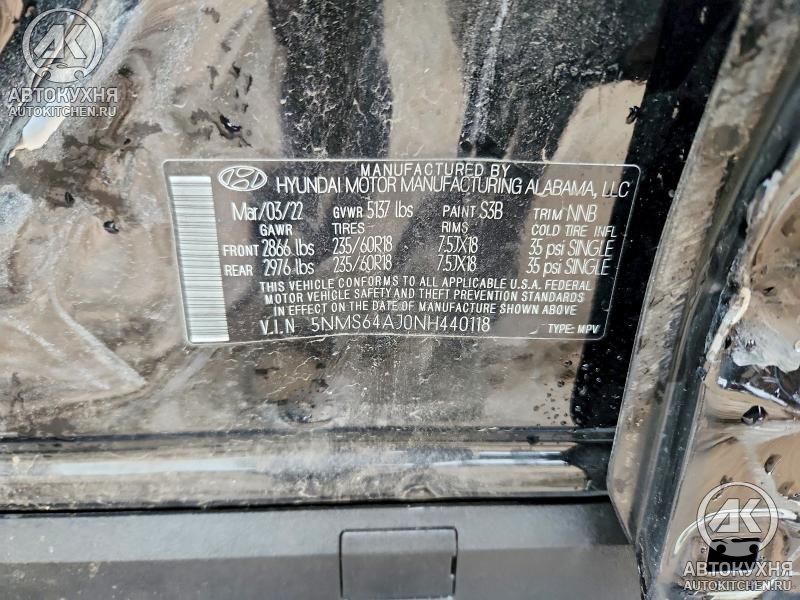 АК
АВТОКУХНЯ
AUTOKITCHEN.RU
MANUFACTURED BY
HYUNDAI MOTOR MANUFACTURING ALABAMA, LLC
Mar/03/22 GVWR 5137 lbs PAINT S3B TRIM NNB
GAWR TIRES RIMS COLD TIRE INFL
FRONT 2866 lbs 235/60R18 7.5JX18 35 psi SINGLE
REAR 2976 lbs 235/60R18 7.5JX18 35 psi SINGLE
THIS VEHICLE CONFORMS TO ALL APPLICABLE U.S.A. FEDERAL
MOTOR VEHICLE SAFETY AND THEFT PREVENTION STANDARDS
IN EFFECT ON THE DATE OF MANUFACTURE SHOWN ABOVE
V.I.N 5NMS64AJ0NH440118 TYPE: MPV
АК
АВТОКУХНЯ
AUTOKITCHEN.RU